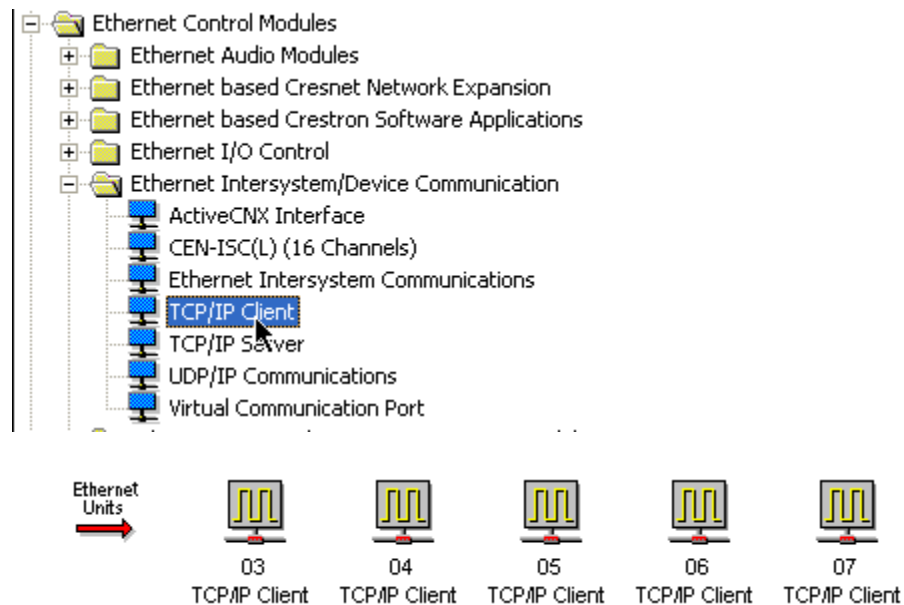 Ethernet Control Modules
Ethernet Audio Modules
Ethernet based Cresnet Network Expansion
Ethernet based Crestron Software Applications
Ethernet I/O Control
Ethernet Intersystem/Device Communication
ActiveCNX Interface
CEN-ISC(L) (16 Channels)
Ethernet Intersystem Communications
TCP/IP Client
TCP/IP Server
UDP/IP Communications
Virtual Communication Port
Ethernet
Units
03 04 05 06 07
TCP/IP Client TCP/IP Client TCP/IP Client TCP/IP Client TCP/IP Client